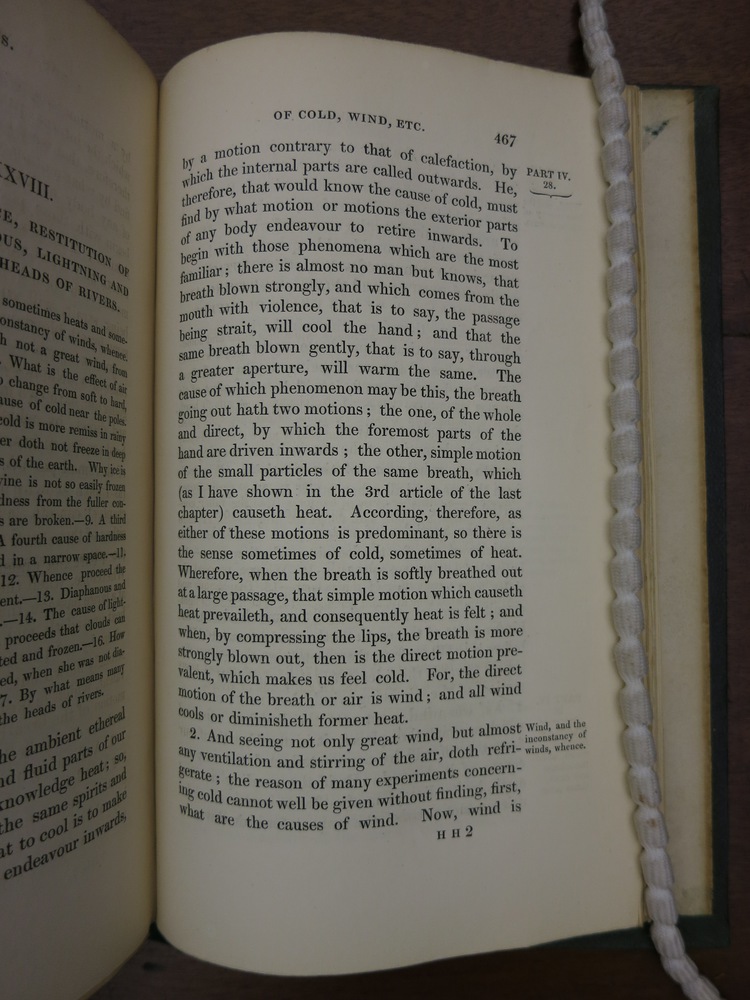 s.
XXVIII.
CE, RESTITUTION OF
OUS, LIGHTNING AND
HEADS OF RIVERS.
sometimes heats and some-
onstancy of winds, whence.
h not a great wind, from
. What is the effect of air
o change from soft to hard,
ause of cold near the poles.
cold is more remiss in rainy
er doth not freeze in deep
s of the earth. Why ice is
vine is not so easily frozen
dness from the fuller con-
s are broken.—9. A third
A fourth cause of hardness
d in a narrow space.—11.
12. Whence proceed the
ent.—13. Diaphanous and
.—14. The cause of light-
proceeds that clouds can
ted and frozen.—16. How
ed, when she was not dia-
7. By what means many
the heads of rivers.
he ambient ethereal
nd fluid parts of our
knowledge heat; so,
the same spirits and
at to cool is to make
endeavour inwards,
OF COLD, WIND, ETC. 467
by a motion contrary to that of calefaction, by
which the internal parts are called outwards. He,
therefore, that would know the cause of cold, must
find by what motion or motions the exterior parts
of any body endeavour to retire inwards. To
begin with those phenomena which are the most
familiar; there is almost no man but knows, that
breath blown strongly, and which comes from the
mouth with violence, that is to say, the passage
being strait, will cool the hand; and that the
same breath blown gently, that is to say, through
a greater aperture, will warm the same. The
cause of which phenomenon may be this, the breath
going out hath two motions; the one, of the whole
and direct, by which the foremost parts of the
hand are driven inwards; the other, simple motion
of the small particles of the same breath, which
(as I have shown in the 3rd article of the last
chapter) causeth heat. According, therefore, as
either of these motions is predominant, so there is
the sense sometimes of cold, sometimes of heat.
Wherefore, when the breath is softly breathed out
at a large passage, that simple motion which causeth
heat prevaileth, and consequently heat is felt; and
when, by compressing the lips, the breath is more
strongly blown out, then is the direct motion pre-
valent, which makes us feel cold. For, the direct
motion of the breath or air is wind; and all wind
cools or diminisheth former heat.
2. And seeing not only great wind, but almost
any ventilation and stirring of the air, doth refri-
gerate; the reason of many experiments concern-
ing cold cannot well be given without finding, first,
what are the causes of wind. Now, wind is
H H 2
PART IV.
28.
Wind, and the
inconstancy of
winds, whence.